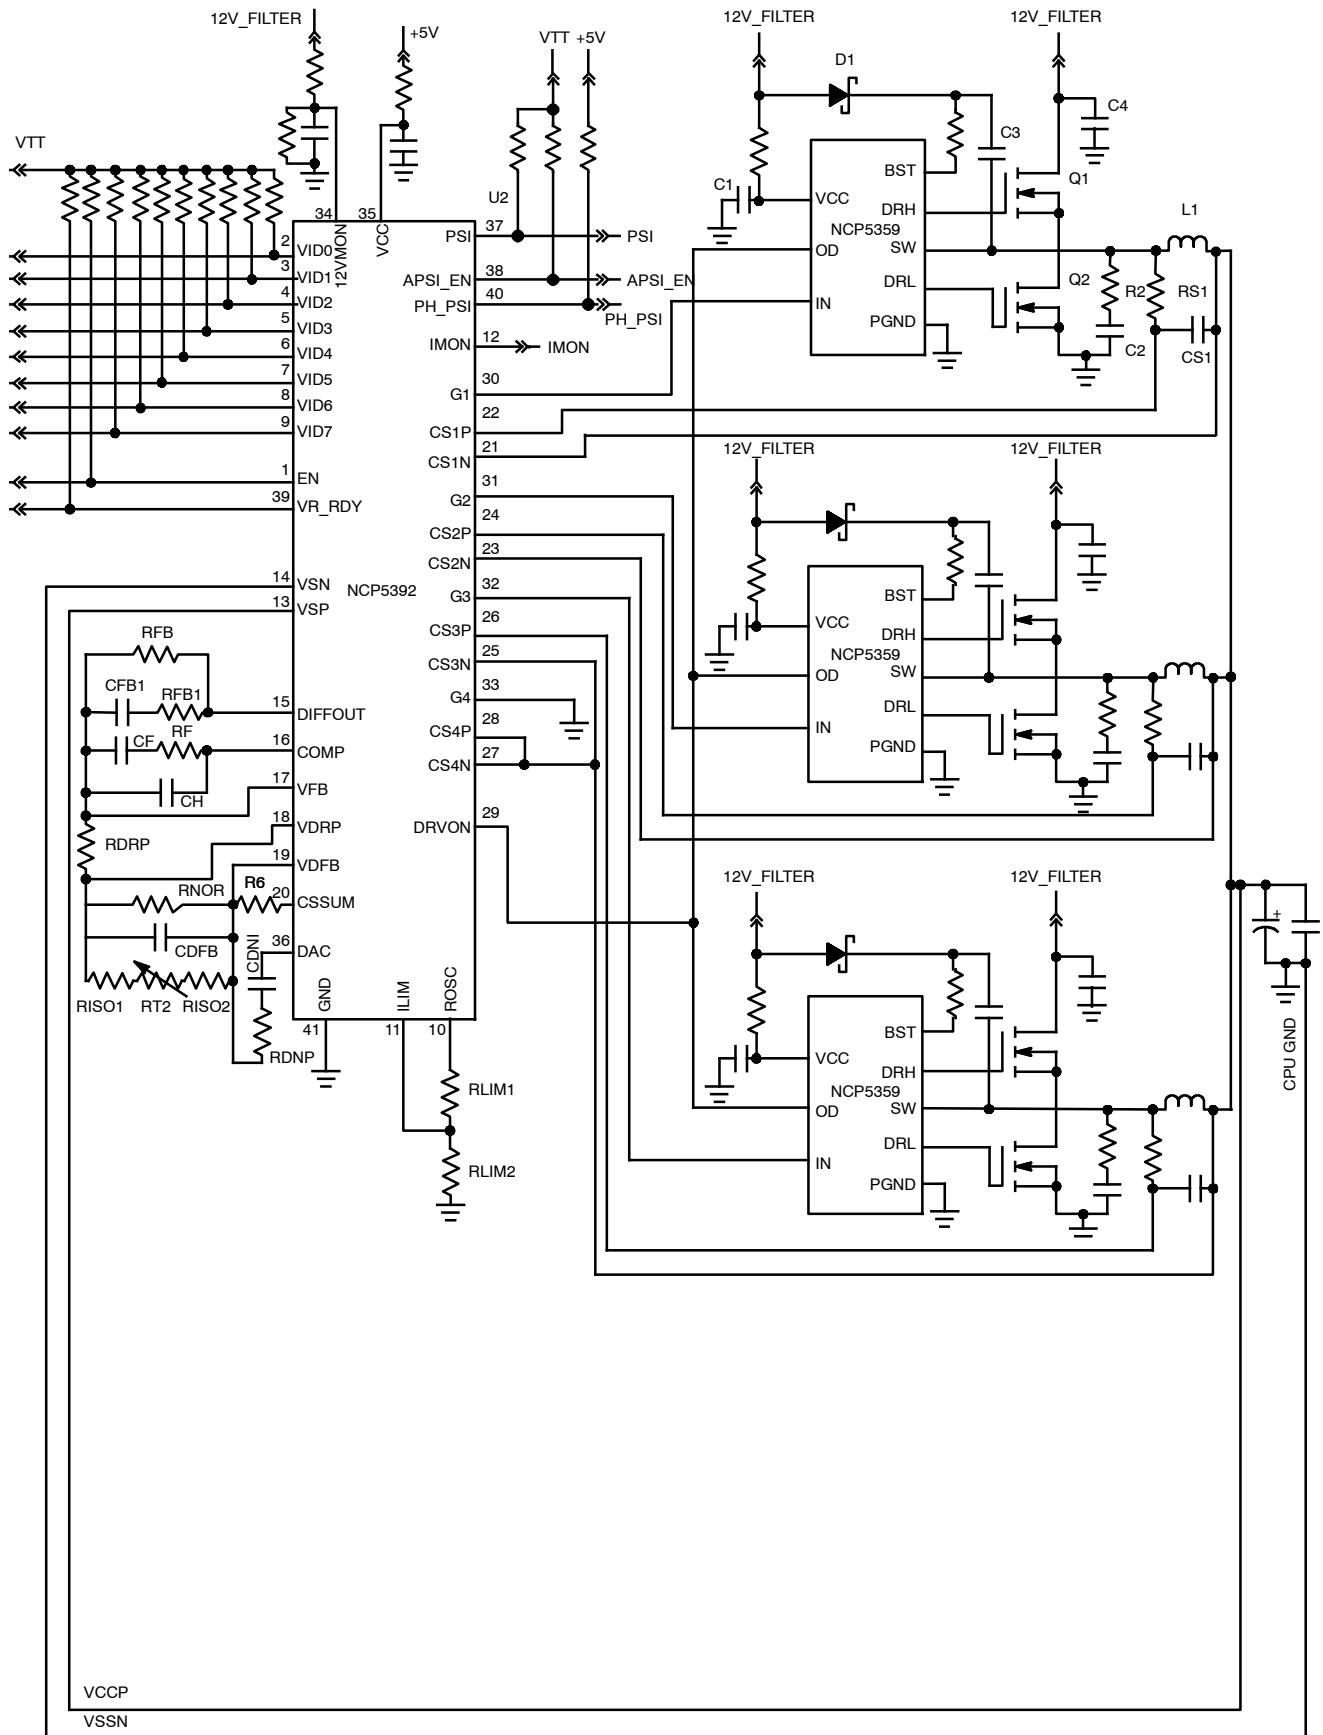 12V_FILTER
+5V
VTT +5V
12V_FILTER
12V_FILTER
D1
C4
C3
VTT
C1
U2
BST
VCC
DRH
NCP5359
SW
OD
DRL
IN
PGND
Q1
L1
Q2
R2
RS1
C2
CS1
34
35
12VMON
VCC
2
VID0
3
VID1
4
VID2
5
VID3
6
VID4
7
VID5
8
VID6
9
VID7
1
EN
39
VR_RDY
14
VSN
13
VSP
NCP5392
PSI
37
PSI
APSI_EN
38
APSI_EN
PH_PSI
40
PH_PSI
IMON
12
IMON
30
G1
22
CS1P
21
CS1N
31
G2
24
CS2P
23
CS2N
32
G3
26
CS3P
25
CS3N
33
G4
28
CS4P
27
CS4N
29
DRVON
12V_FILTER
12V_FILTER
BST
VCC
DRH
NCP5359
SW
OD
DRL
IN
PGND
RFB
CFB1
RFB1
15
DIFFOUT
CF
RF
16
COMP
CH
17
VFB
18
VDRP
RDRP
19
VDFB
RNOR
R6
20
CSSUM
CDFB
36
DAC
CDNI
RISO1
RT2
RISO2
RDNP
GND
ILIM
ROSC
41
11
10
RLIM1
RLIM2
12V_FILTER
12V_FILTER
BST
VCC
DRH
NCP5359
SW
OD
DRL
IN
PGND
+
CPU GND
VCCP
VSSN